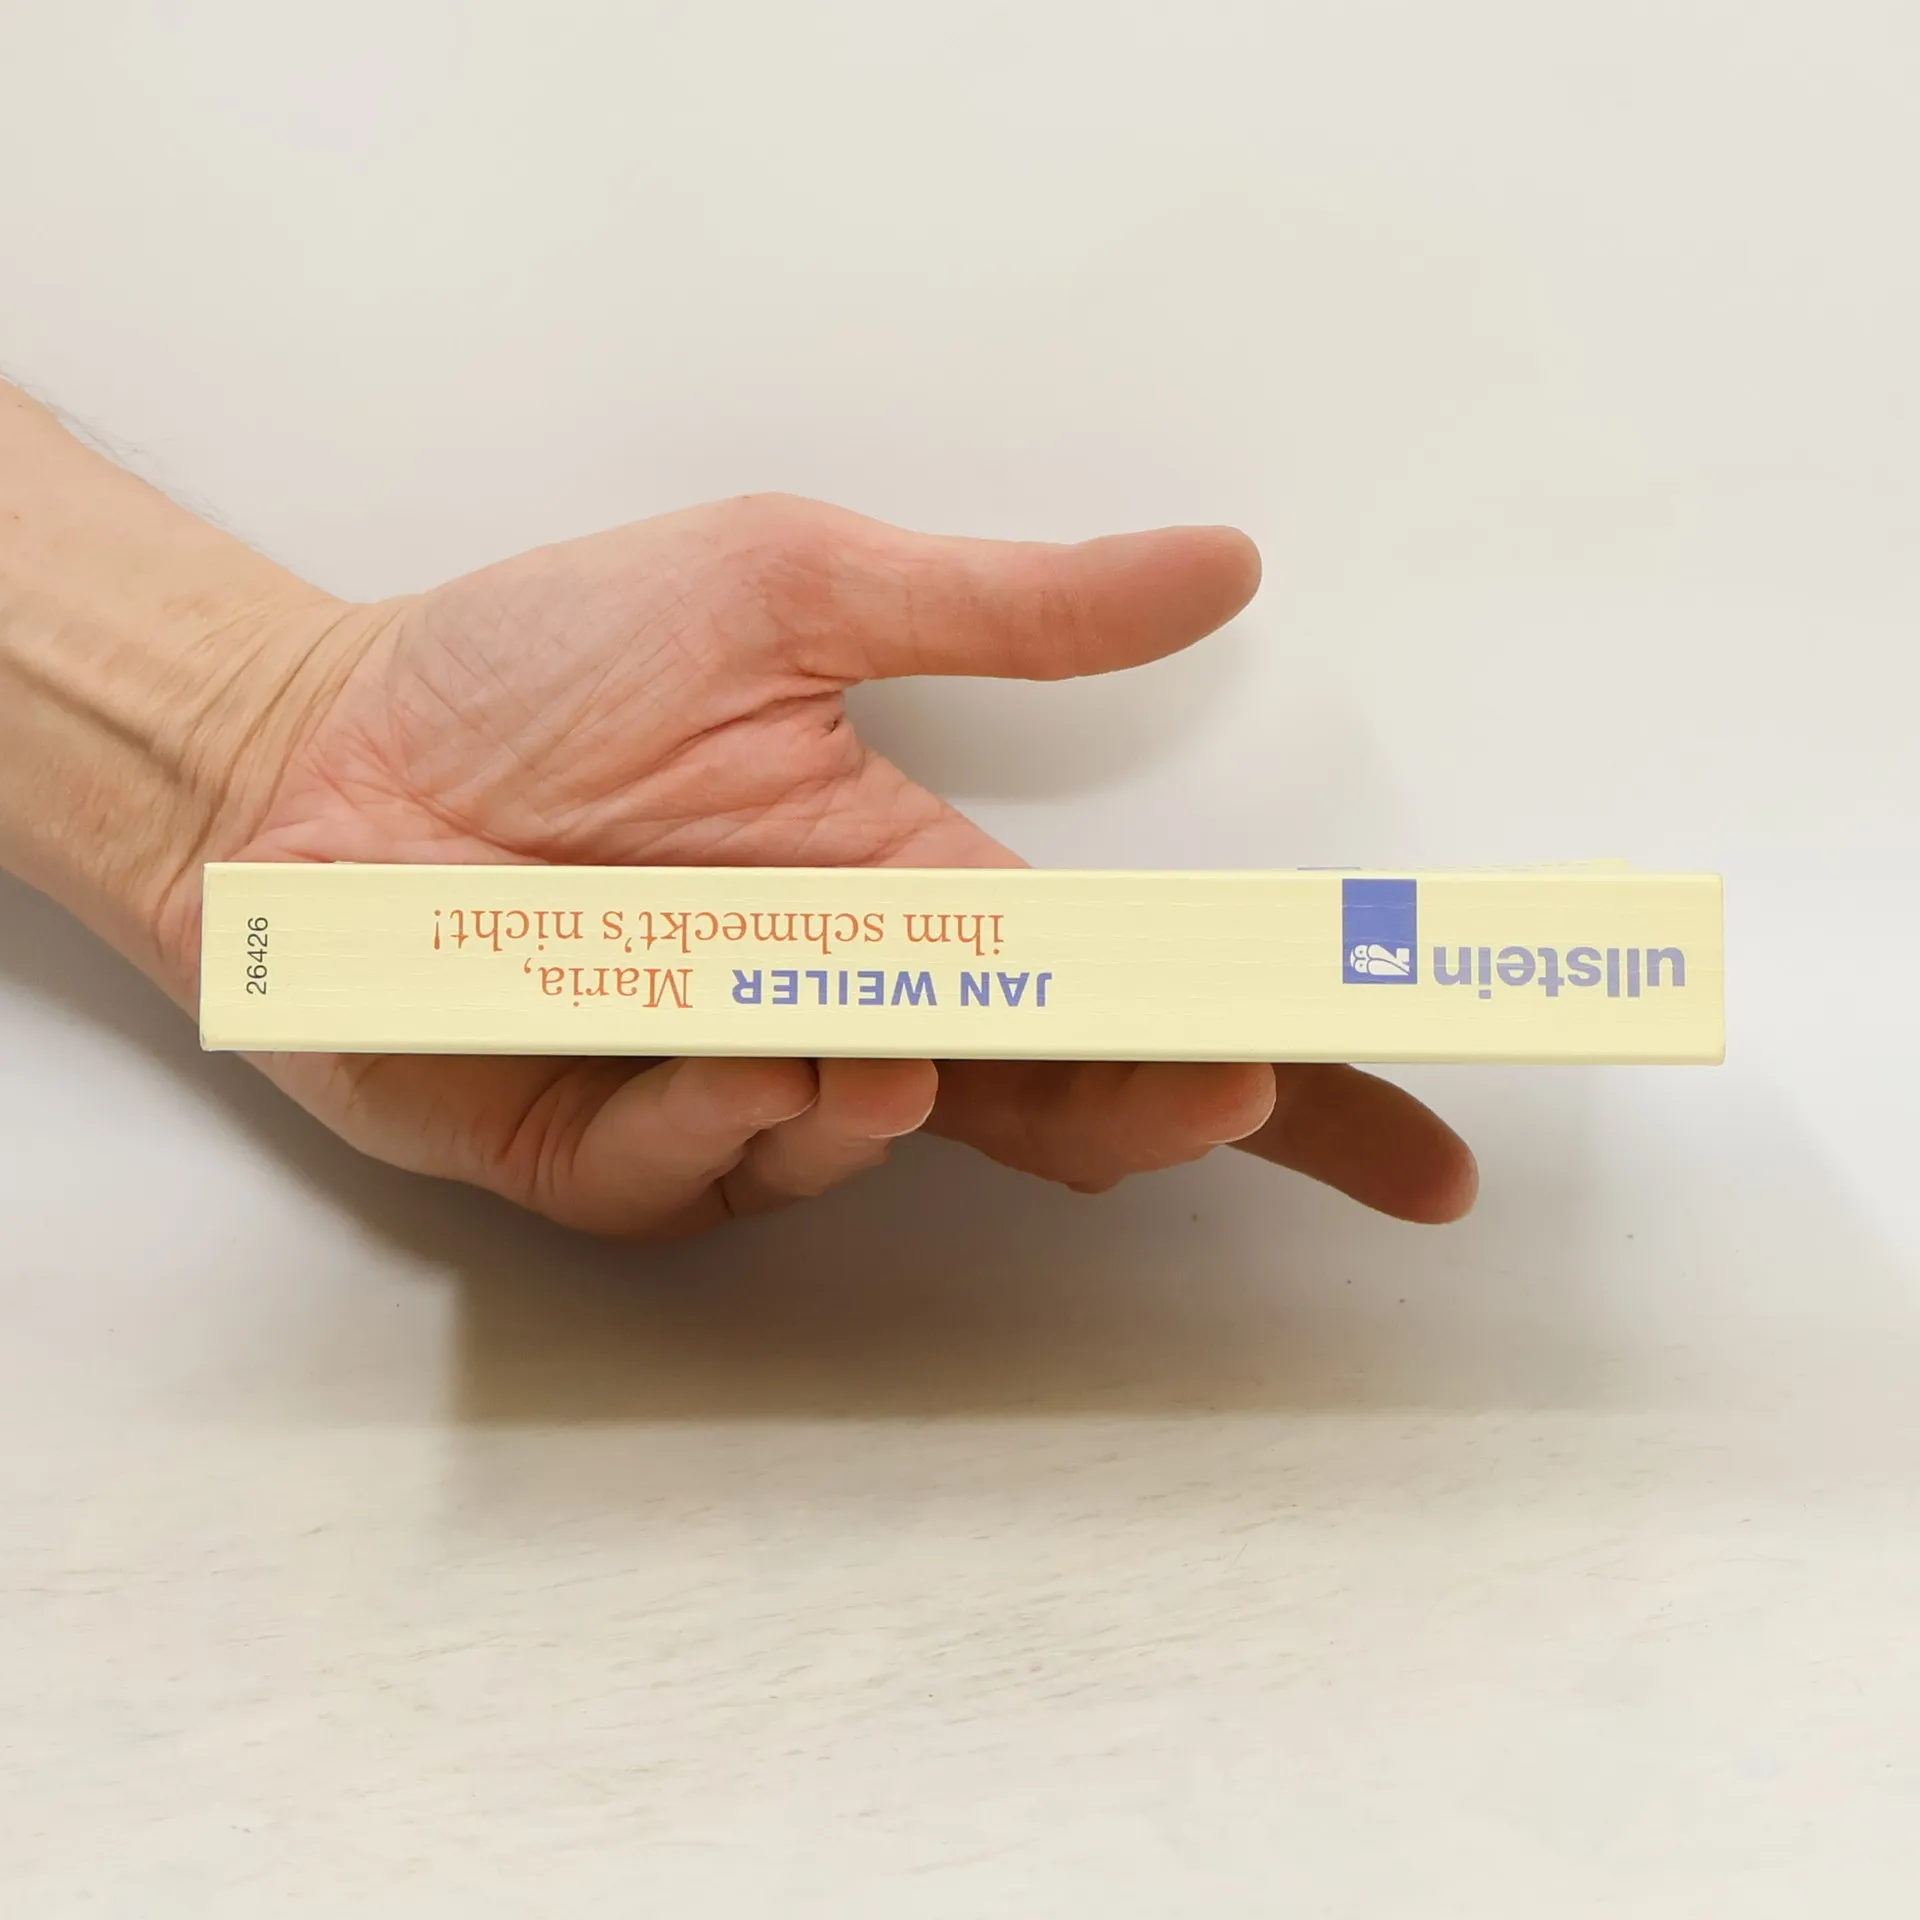 ullstein
JAN WEILER Maria,
ihm schmeckt's nicht!
26426